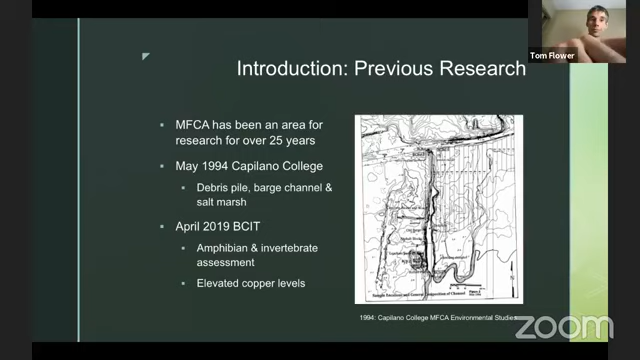 Tom Flower
Introduction: Previous Research
MFCA has been an area for
research for over 25 years
May 1994 Capilano College
Debris pile, barge channel &
salt marsh
April 2019 BCIT
Amphibian & invertebrate
assessment
Elevated copper levels
1994: Capilano College MFCA Environmental Studies
zoom